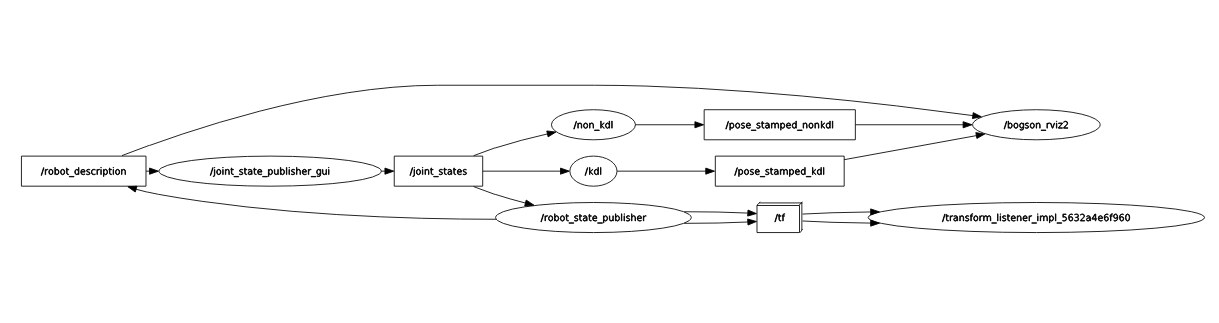 /non_kdl
/pose_stamped_nonkdl
/bogson_rviz2
/robot_description
/joint_state_publisher_gui
/joint_states
/kdl
/pose_stamped_kdl
/robot_state_publisher
/tf
/transform_listener_impl_5632a4e6f960